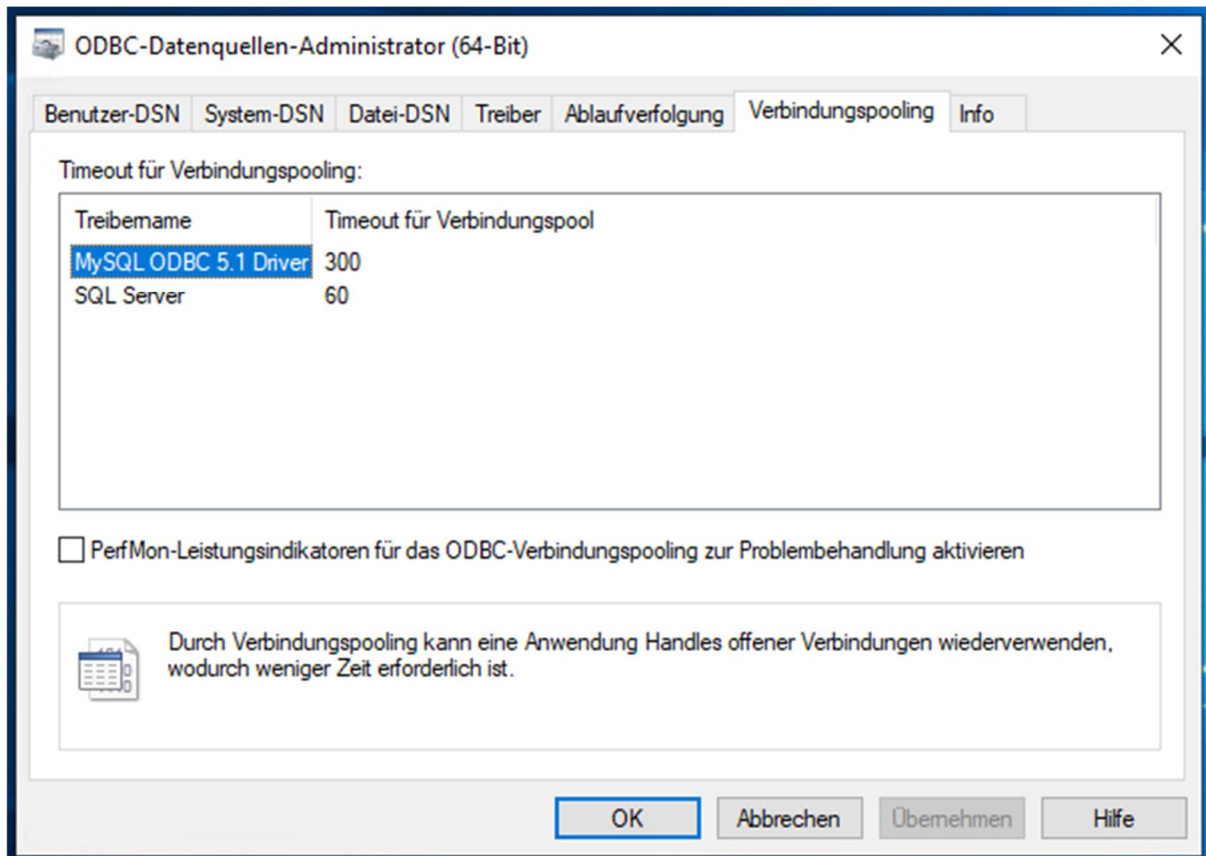 ODBC-Datenquellen-Administrator (64-Bit)
Benutzer-DSN System-DSN Datei-DSN Treiber Ablaufverfolgung Verbindungspooling Info
Timeout für Verbindungspooling:
Treibername Timeout für Verbindungspool
MySQL ODBC 5.1 Driver 300
SQL Server 60
PerfMon-Leistungsindikatoren für das ODBC-Verbindungspooling zur Problembehandlung aktivieren
Durch Verbindungspooling kann eine Anwendung Handles offener Verbindungen wiederverwenden,
wodurch weniger Zeit erforderlich ist.
OK Abbrechen Übernehmen Hilfe